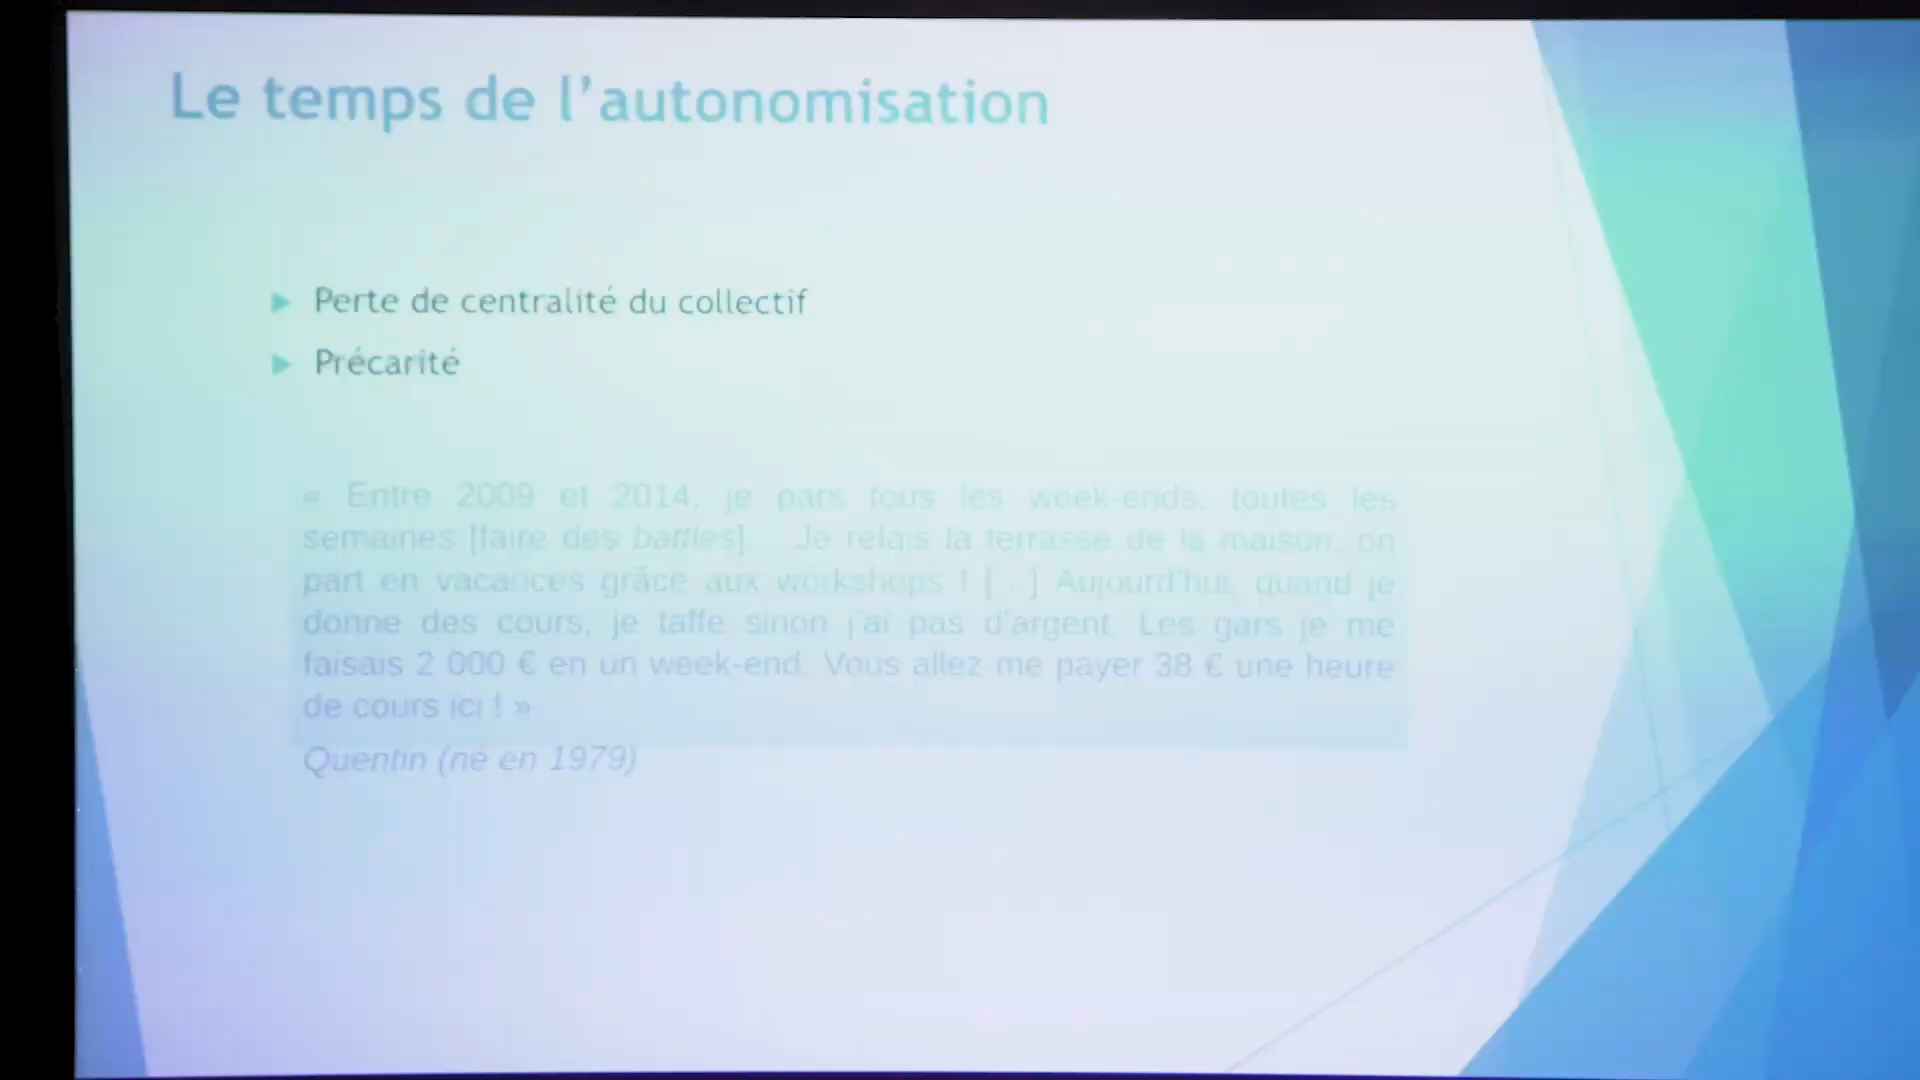 Le temps de l'autonomisation
Perte de centralité du collectif
Précarité
« Entre 2009 et 2014, je pars tous les week-ends, toutes les
semaines [faire des battles]... Je refais la terrasse de la maison, on
part en vacances grâce aux workshops ! [...] Aujourd'hui, quand je
donne des cours, je taffe sinon j'ai pas d'argent. Les gars je me
faisais 2 000 € en un week-end. Vous allez me payer 38 € une heure
de cours ici ! »
Quentin (né en 1979)